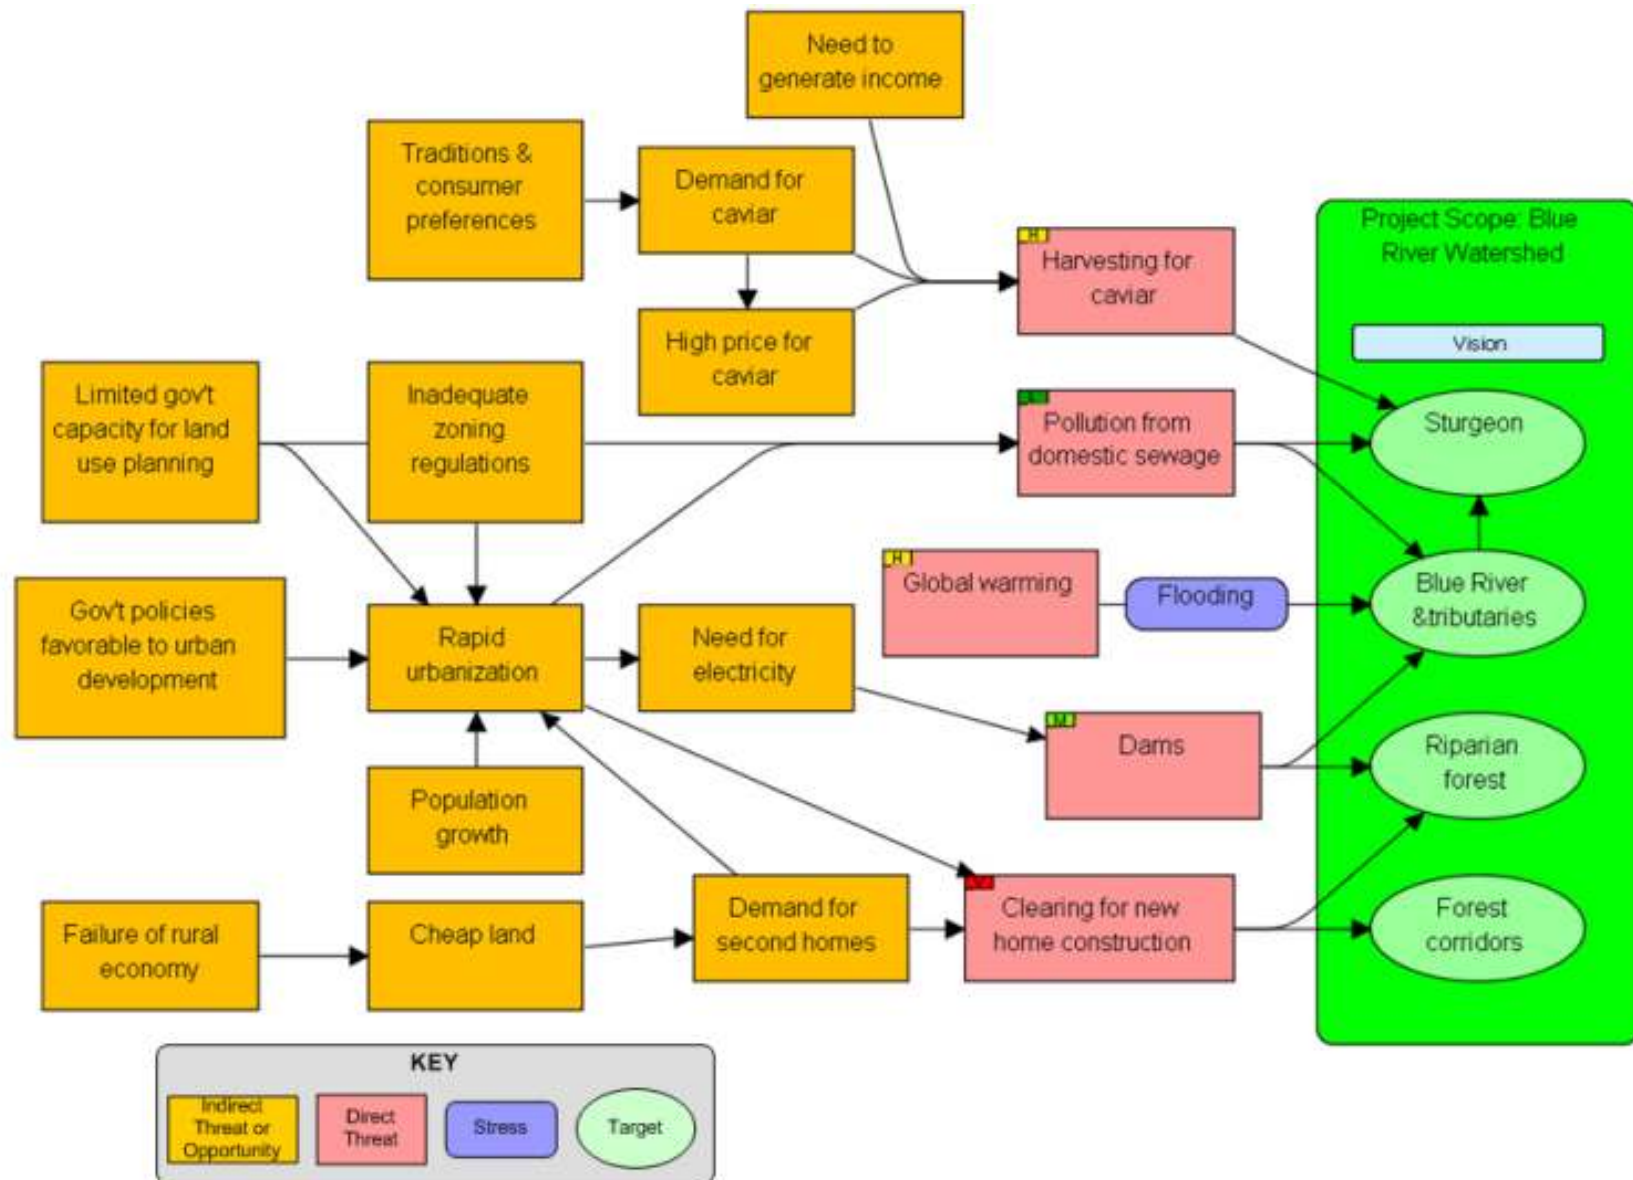 Need to
generate income
Traditions &
consumer
preferences
Demand for
caviar
High price for
caviar
H
Harvesting for
caviar
Project Scope: Blue
River Watershed
Vision
Limited gov't
capacity for land
use planning
Inadequate
zoning
regulations
L
Pollution from
domestic sewage
Sturgeon
Gov't policies
favorable to urban
development
Rapid
urbanization
Need for
electricity
H
Global warming
Flooding
Blue River
&tributaries
M
Dams
Riparian
forest
Population
growth
Failure of rural
economy
Cheap land
Demand for
second homes
V
Clearing for new
home construction
Forest
corridors
KEY
Indirect
Threat or
Opportunity
Direct
Threat
Stress
Target